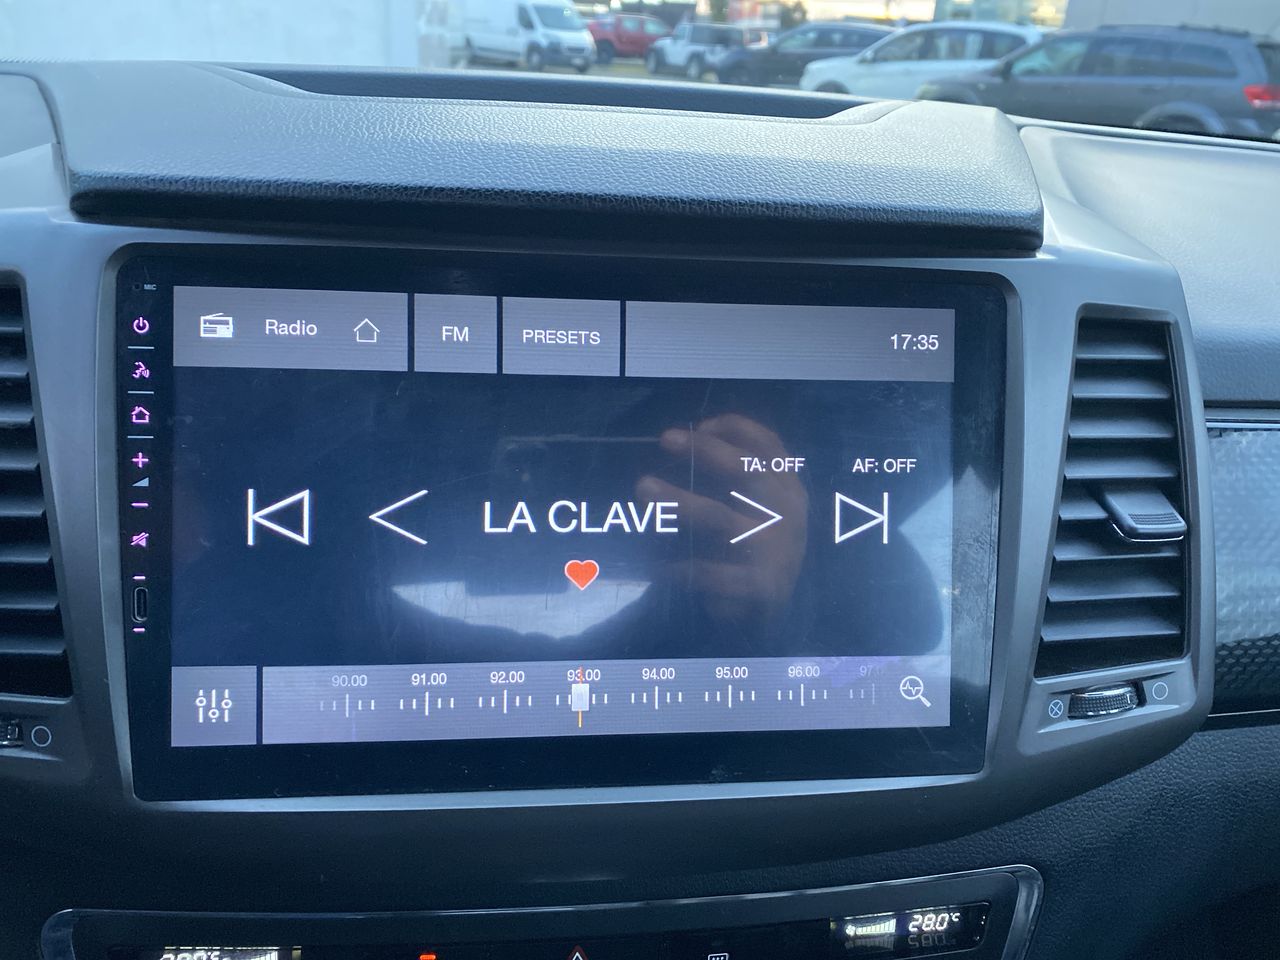 MIC
Radio
FM
PRESETS
17:35
TA: OFF
AF: OFF
LA CLAVE
90.00
91.00
92.00
93.00
94.00
95.00
96.00
28.0°C